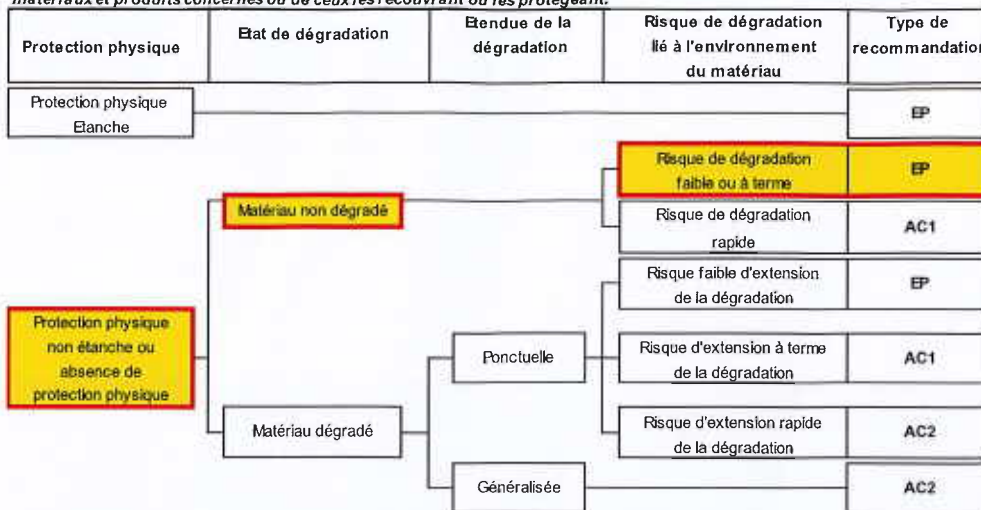 matériaux et produits concernés ou de ceux les recouvrant ou les protégeant.
Protection physique
Etat de dégradation
Etendue de la
dégradation
Risque de dégradation
lié à l'environnement
du matériau
Type de
recommandation
Protection physique
Etanche
EP
Risque de dégradation
faible ou à terme
EP
Matériau non dégradé
Risque de dégradation
rapide
AC1
Risque faible d'extension
de la dégradation
EP
Protection physique
non étanche ou
absence de
protection physique
Ponctuelle
Risque d'extension à terme
de la dégradation
AC1
Matériau dégradé
Risque d'extension rapide
de la dégradation
AC2
Généralisée
AC2